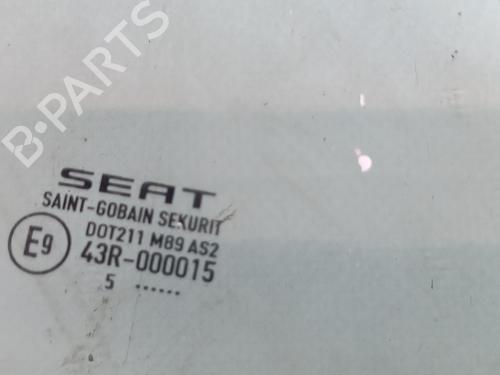 B-PARTS
SEAT
SAINT-GOBAIN SEKURIT
DOT211 M89 AS2
E9 43R-000015
5 ......